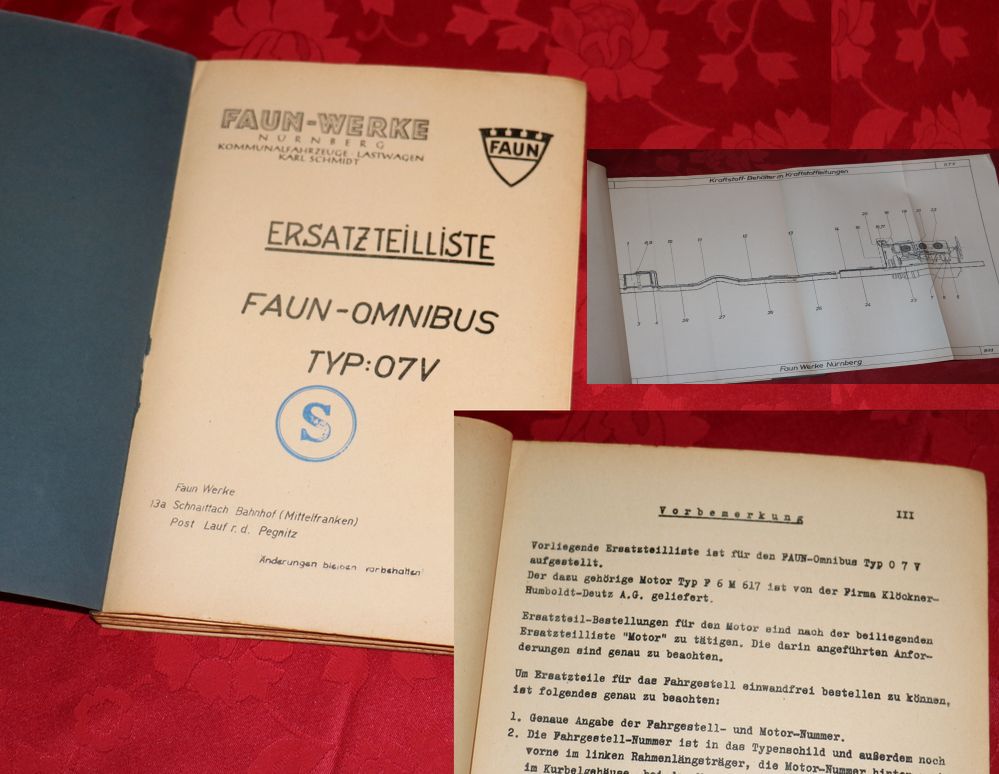 FAUN-WERKE
NÜRNBERG
KOMMUNALFAHRZEUGE · LASTWAGEN
KARL SCHMIDT
FAUN
ERSATZTEILLISTE
FAUN-OMNIBUS
TYP:07V
S
Faun Werke
13a Schnaittach Bahnhof (Mittelfranken)
Post Lauf r. d. Pegnitz
Änderungen bleiben vorbehalten
Kraftstoff-Behälter m Kraftstoffleitungen
Faun Werke Nürnberg
Vorbemerkung III
Vorliegende Ersatzteilliste ist für den FAUN-Omnibus Typ 0 7 V
aufgestellt.
Der dazu gehörige Motor Typ F 6 M 617 ist von der Firma Klöckner-
Humboldt-Deutz A.G. geliefert.
Ersatzteil-Bestellungen für den Motor sind nach der beiliegenden
Ersatzteilliste "Motor" zu tätigen. Die darin angeführten Anfor-
derungen sind genau zu beachten.
Um Ersatzteile für das Fahrgestell einwandfrei bestellen zu können,
ist folgendes genau zu beachten:
1. Genaue Angabe der Fahrgestell- und Motor-Nummer.
2. Die Fahrgestell-Nummer ist in das Typenschild und außerdem noch
vorne im linken Rahmenlängsträger, die Motor-Nummer
im Kurbelgehäuse,